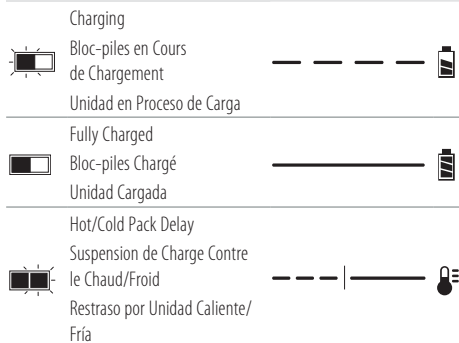 Charging
Bloc-piles en Cours
de Chargement
Unidad en Proceso de Carga
Fully Charged
Bloc-piles Chargé
Unidad Cargada
Hot/Cold Pack Delay
Suspension de Charge Contre
le Chaud/Froid
Restraso por Unidad Caliente/
Fría